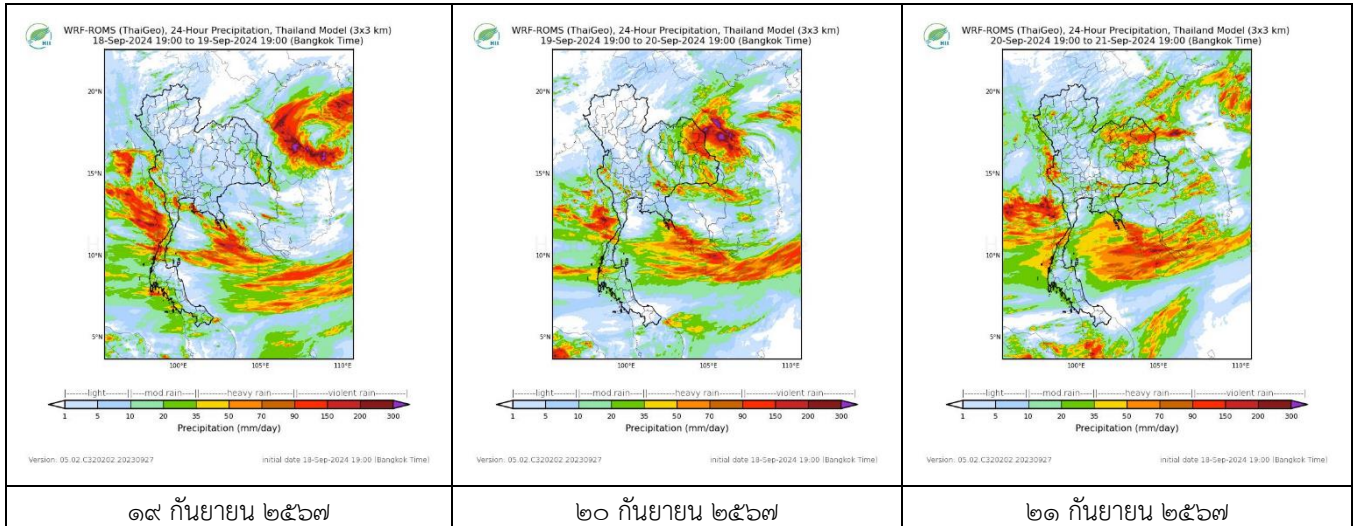 WRF-ROMS (ThaiGeo), 24-Hour Precipitation, Thailand Model (3x3 km)
18-Sep-2024 19:00 to 19-Sep-2024 19:00 (Bangkok Time)
20°N
15°N
10°N
5°N
100°E 105°E 110°E
light mod rain heavy rain violent rain
1 5 10 20 35 50 70 90 150 200 300
Precipitation (mm/day)
Version: 05.02.C320202.20230927 initial date 18-Sep-2024 19:00 (Bangkok Time)
๑๙ กันยายน ๒๕๖๗
WRF-ROMS (ThaiGeo), 24-Hour Precipitation, Thailand Model (3x3 km)
19-Sep-2024 19:00 to 20-Sep-2024 19:00 (Bangkok Time)
20°N
15°N
10°N
5°N
100°E 105°E 110°E
light mod rain heavy rain violent rain
1 5 10 20 35 50 70 90 150 200 300
Precipitation (mm/day)
Version: 05.02.C320202.20230927 initial date 18-Sep-2024 19:00 (Bangkok Time)
๒๐ กันยายน ๒๕๖๗
WRF-ROMS (ThaiGeo), 24-Hour Precipitation, Thailand Model (3x3 km)
20-Sep-2024 19:00 to 21-Sep-2024 19:00 (Bangkok Time)
20°N
15°N
10°N
5°N
100°E 105°E 110°E
light mod rain heavy rain violent rain
1 5 10 20 35 50 70 90 150 200 300
Precipitation (mm/day)
Version: 05.02.C320202.20230927 initial date 18-Sep-2024 19:00 (Bangkok Time)
๒๑ กันยายน ๒๕๖๗